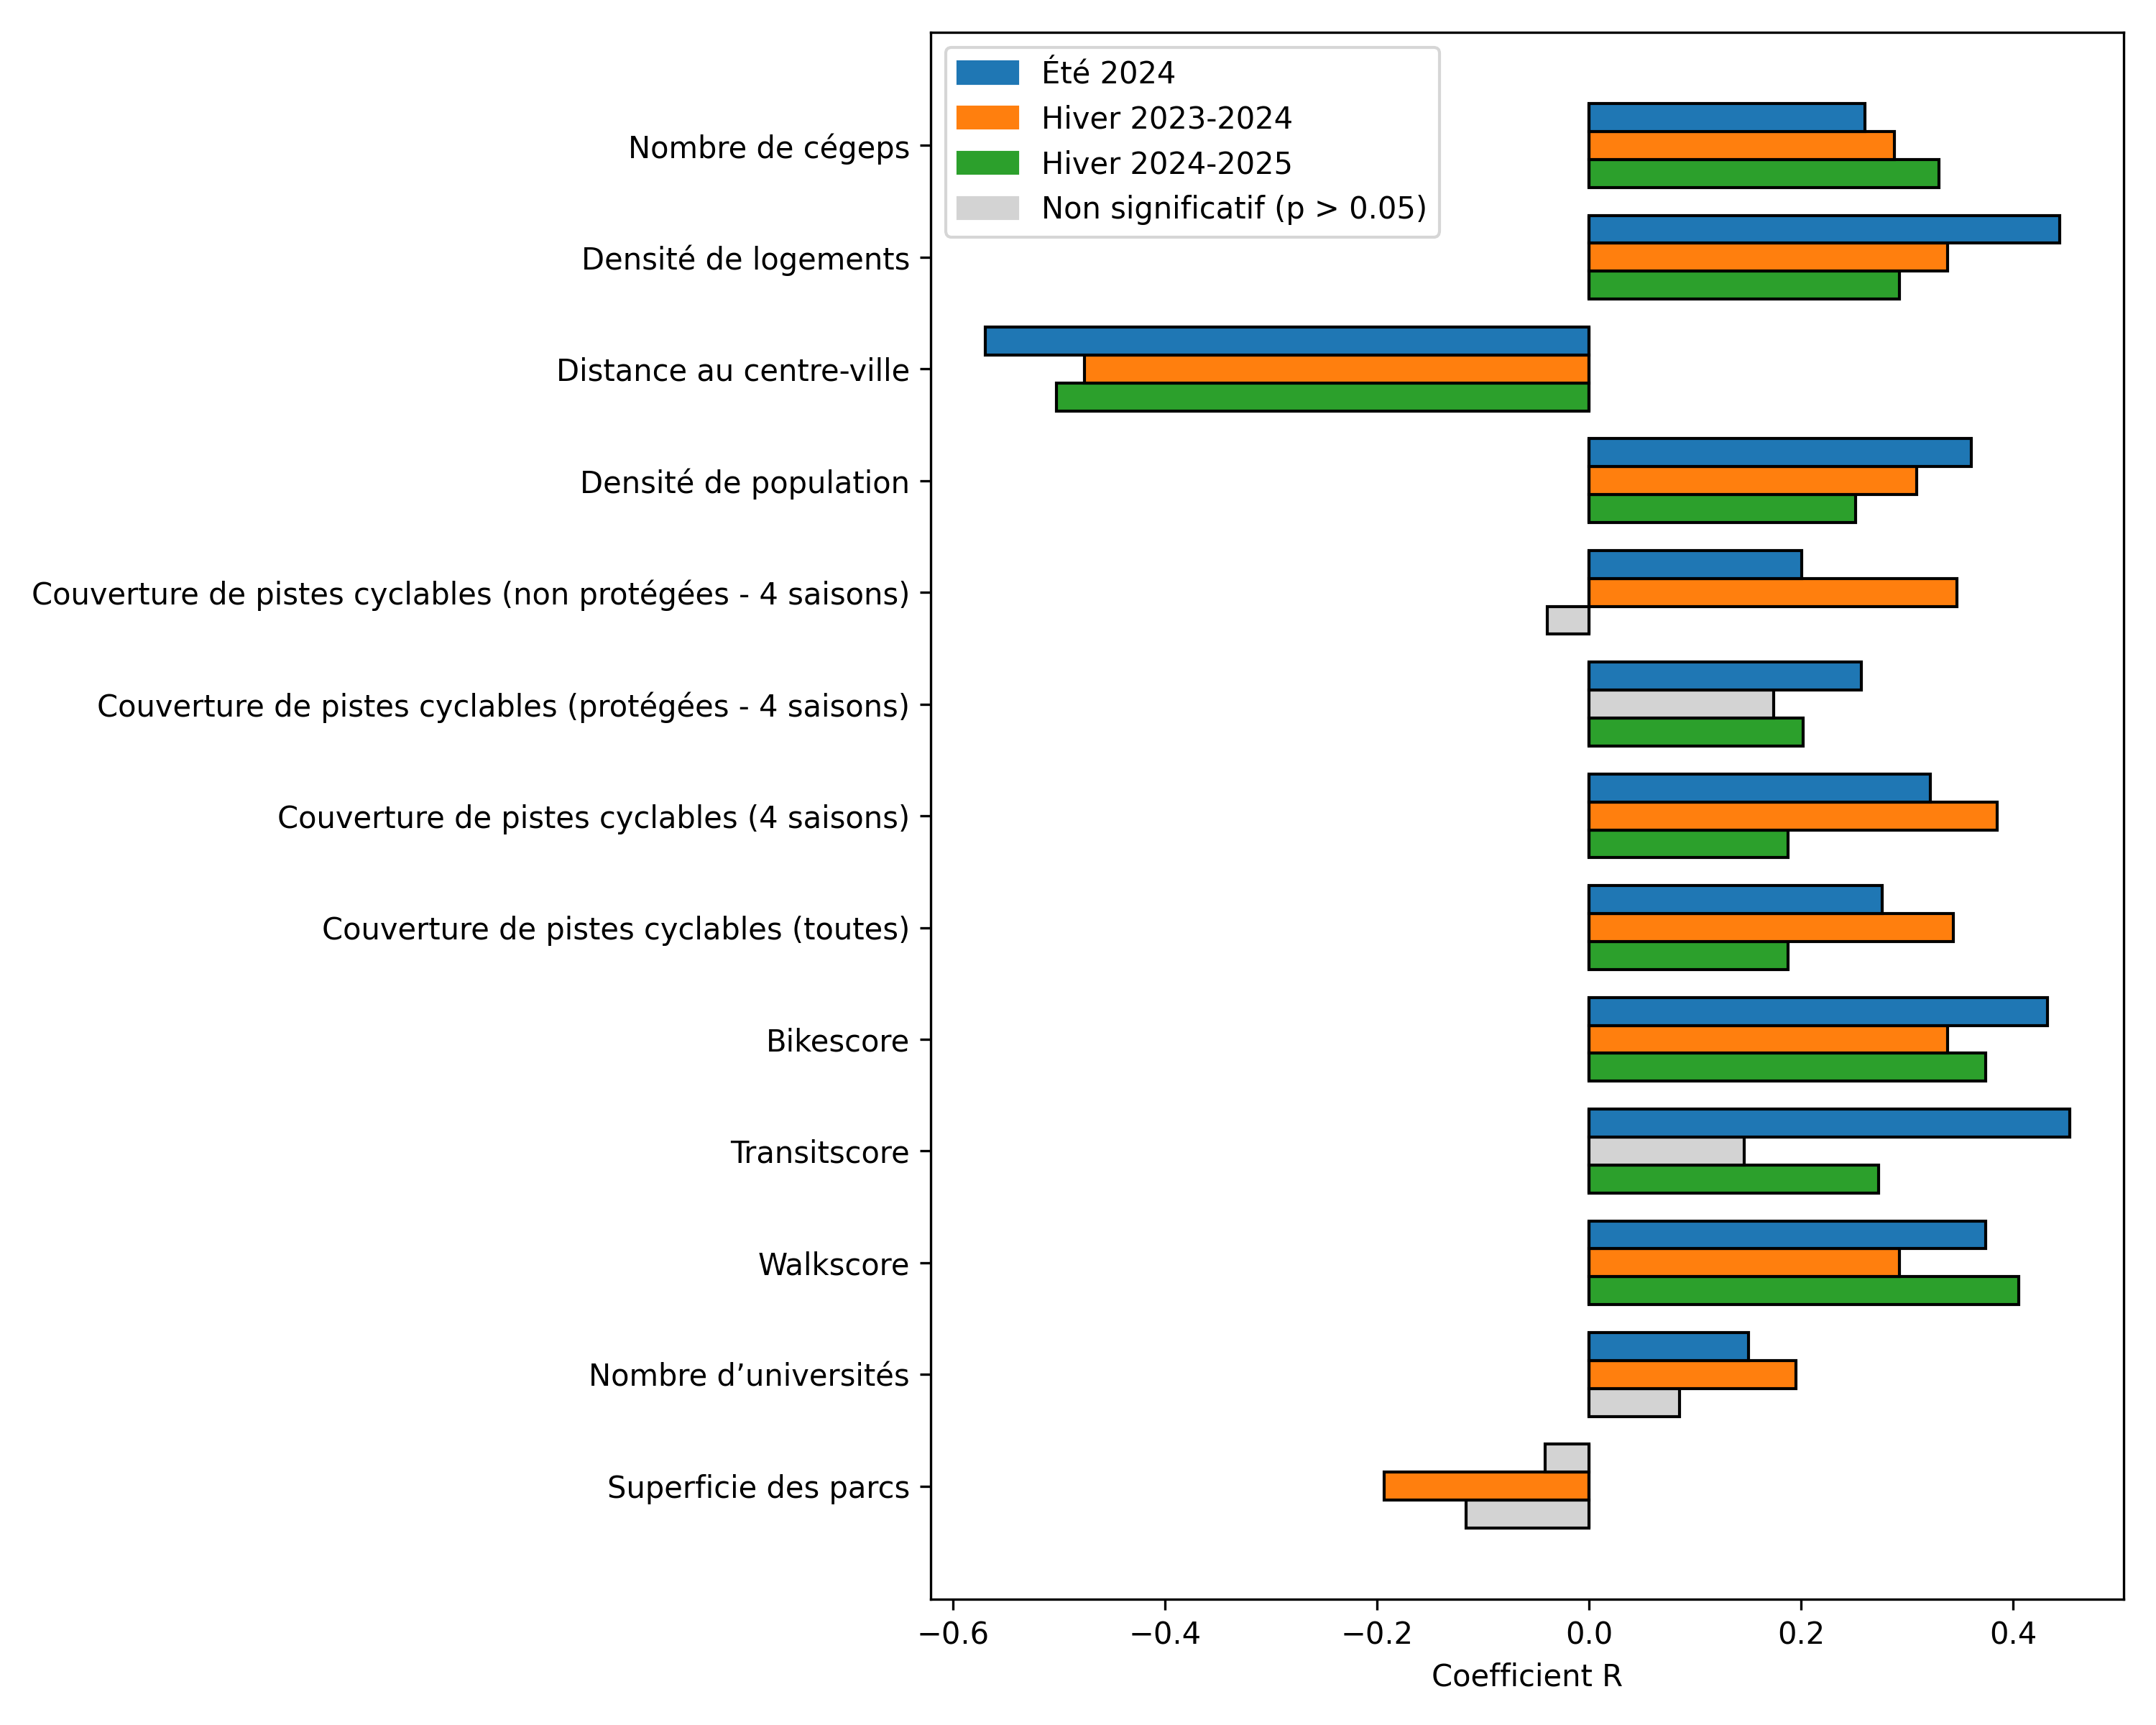 Été 2024
Hiver 2023-2024
Hiver 2024-2025
Non significatif (p > 0.05)
Nombre de cégeps
Densité de logements
Distance au centre-ville
Densité de population
Couverture de pistes cyclables (non protégées - 4 saisons)
Couverture de pistes cyclables (protégées - 4 saisons)
Couverture de pistes cyclables (4 saisons)
Couverture de pistes cyclables (toutes)
Bikescore
Transitscore
Walkscore
Nombre d’universités
Superficie des parcs
−0.6 −0.4 −0.2 0.0 0.2 0.4
Coefficient R